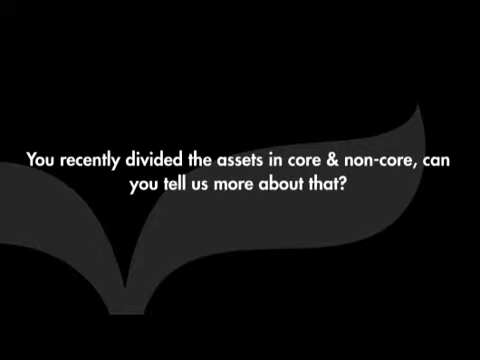 You recently divided the assets in core & non-core, can
you tell us more about that?